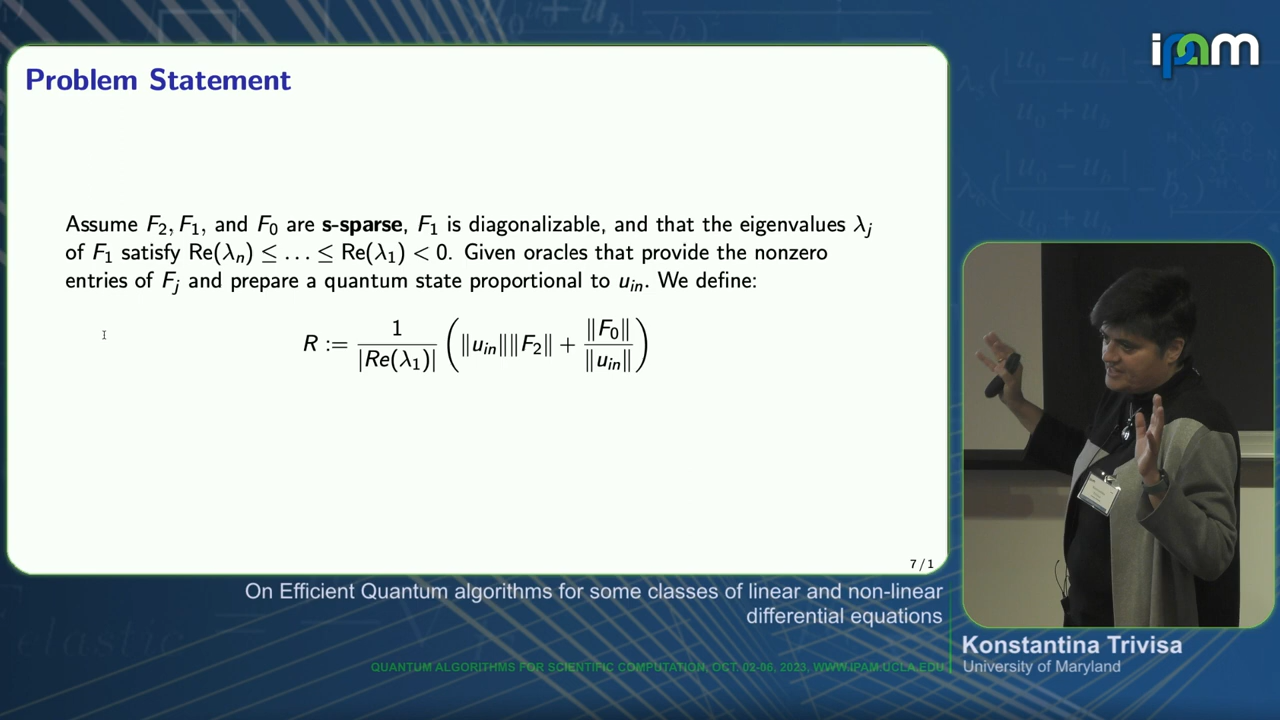 ipam
Problem Statement
Assume F₂, F₁, and F₀ are s-sparse, F₁ is diagonalizable, and that the eigenvalues λⱼ
of F₁ satisfy Re(λₙ) ≤ … ≤ Re(λ₁) < 0. Given oracles that provide the nonzero
entries of Fⱼ and prepare a quantum state proportional to uᵢₙ. We define:
R := 1/|Re(λ₁)| (‖uᵢₙ‖‖F₂‖ + ‖F₀‖/‖uᵢₙ‖)
7 / 1
On Efficient Quantum algorithms for some classes of linear and non-linear
differential equations
Konstantina Trivisa
University of Maryland
QUANTUM ALGORITHMS FOR SCIENTIFIC COMPUTATION, OCT. 02-06, 2023, WWW.IPAM.UCLA.EDU